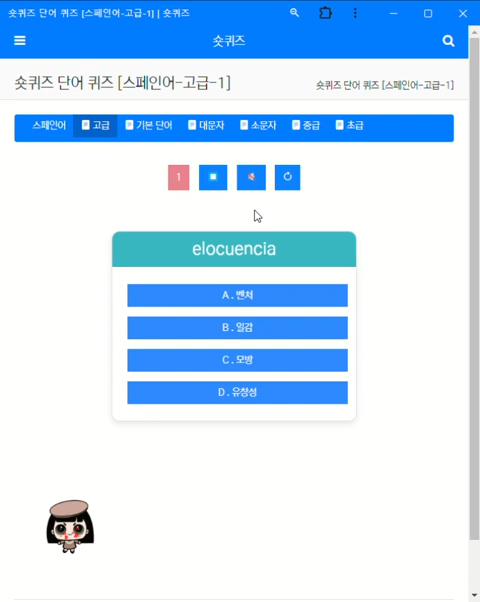 숏퀴즈 단어 퀴즈 [스페인어-고급-1] | 숏퀴즈
숏퀴즈
숏퀴즈 단어 퀴즈 [스페인어-고급-1]
숏퀴즈 단어 퀴즈 [스페인어-고급-1]
스페인어 고급 기본 단어 대문자 소문자 중급 초급
1
elocuencia
A . 벤처
B . 일감
C . 모방
D . 유창성